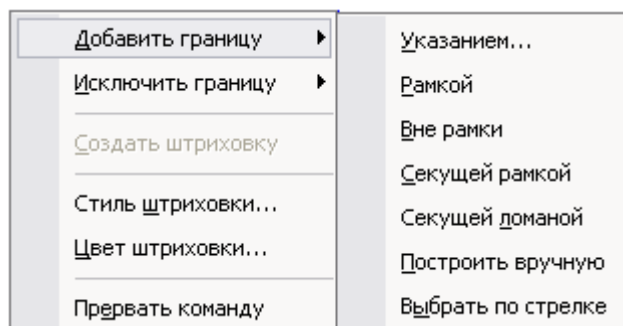 Добавить границу
Исключить границу
Создать штриховку
Стиль штриховки...
Цвет штриховки...
Прервать команду
Указанием...
Рамкой
Вне рамки
Секущей рамкой
Секущей ломаной
Построить вручную
Выбрать по стрелке